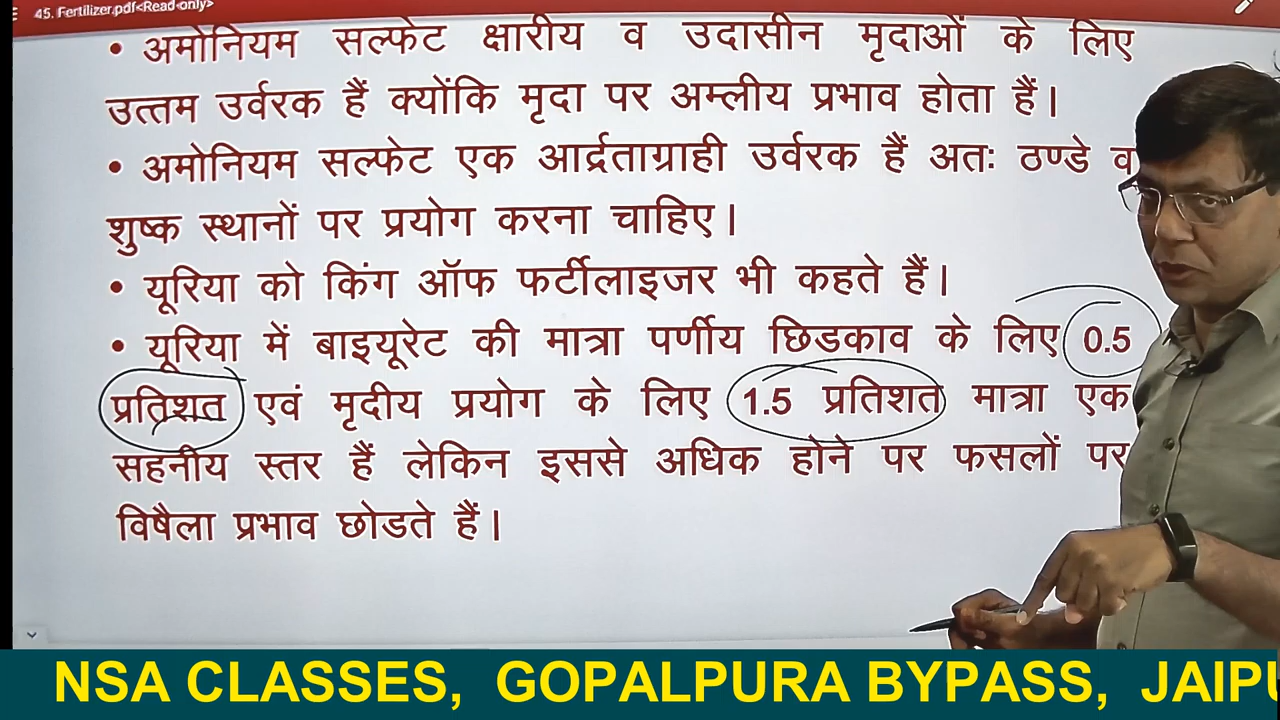 45. Fertilizer.pdf<Read only>
• अमोनियम सल्फेट क्षारीय व उदासीन मृदाओं के लिए
उत्तम उर्वरक हैं क्योंकि मृदा पर अम्लीय प्रभाव होता हैं।
• अमोनियम सल्फेट एक आर्द्रताग्राही उर्वरक हैं अतः ठण्डे व
शुष्क स्थानों पर प्रयोग करना चाहिए।
• यूरिया को किंग ऑफ फर्टीलाइजर भी कहते हैं।
• यूरिया में बाइयूरेट की मात्रा पर्णीय छिडकाव के लिए 0.5
प्रतिशत एवं मृदीय प्रयोग के लिए 1.5 प्रतिशत मात्रा एक
सहनीय स्तर हैं लेकिन इससे अधिक होने पर फसलों पर
विषैला प्रभाव छोडते हैं।
NSA CLASSES, GOPALPURA BYPASS, JAIPU